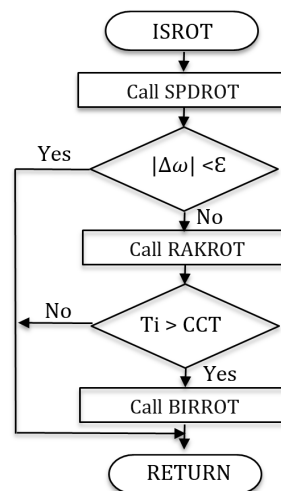 ISROT
Call SPDROT
Yes
|Δω| <Ɛ
No
Call RAKROT
No
Ti > CCT
Yes
Call BIRROT
RETURN